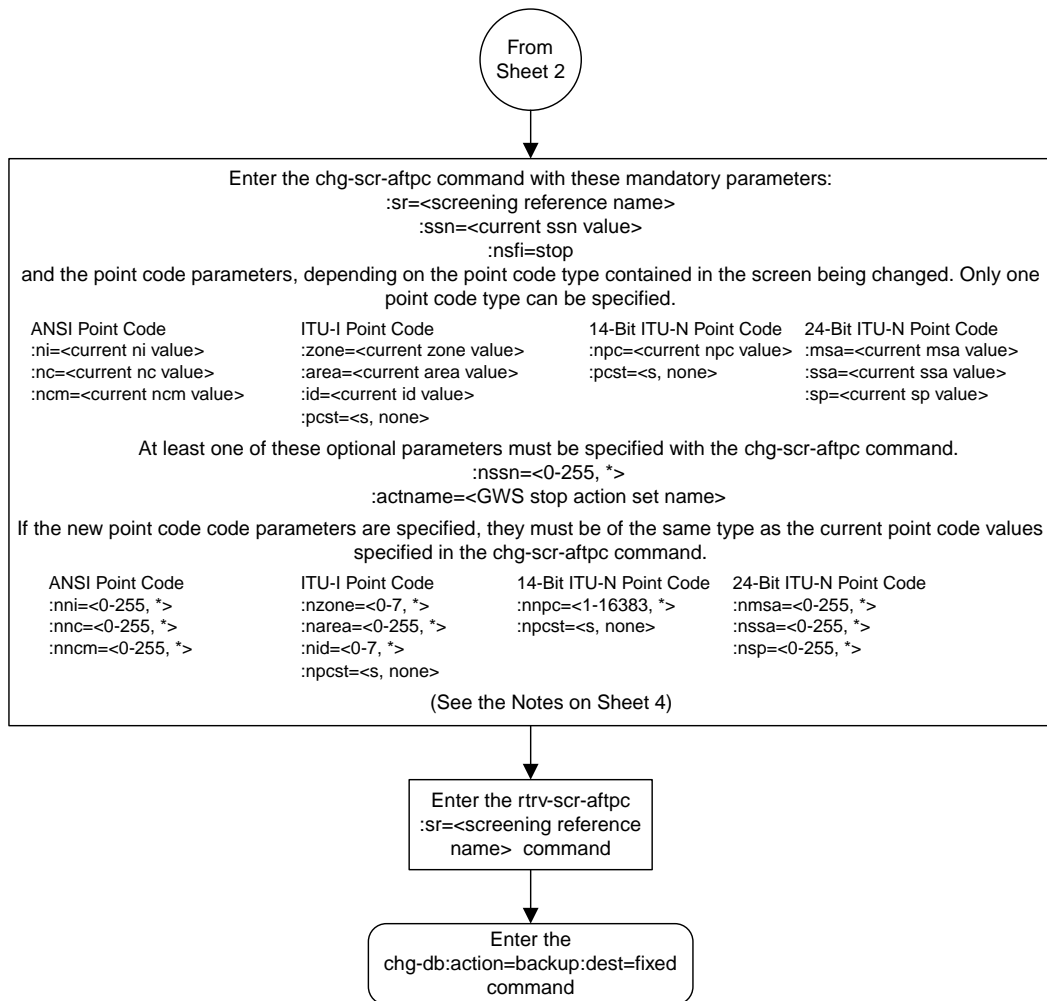 From
Sheet 2
Enter the chg-scr-aftpc command with these mandatory parameters:
:sr=<screening reference name>
:ssn=<current ssn value>
:nsfi=stop
and the point code parameters, depending on the point code type contained in the screen being changed. Only one
point code type can be specified.
ANSI Point Code
:ni=<current ni value>
:nc=<current nc value>
:ncm=<current ncm value>
ITU-I Point Code
:zone=<current zone value>
:area=<current area value>
:id=<current id value>
:pcst=<s, none>
14-Bit ITU-N Point Code
:npc=<current npc value>
:pcst=<s, none>
24-Bit ITU-N Point Code
:msa=<current msa value>
:ssa=<current ssa value>
:sp=<current sp value>
At least one of these optional parameters must be specified with the chg-scr-aftpc command.
:nssn=<0-255, *>
:actname=<GWS stop action set name>
If the new point code code parameters are specified, they must be of the same type as the current point code values
specified in the chg-scr-aftpc command.
ANSI Point Code
:nni=<0-255, *>
:nnc=<0-255, *>
:nncm=<0-255, *>
ITU-I Point Code
:nzone=<0-7, *>
:narea=<0-255, *>
:nid=<0-7, *>
:npcst=<s, none>
14-Bit ITU-N Point Code
:nnpc=<1-16383, *>
:npcst=<s, none>
24-Bit ITU-N Point Code
:nmsa=<0-255, *>
:nssa=<0-255, *>
:nsp=<0-255, *>
(See the Notes on Sheet 4)
Enter the rtrv-scr-aftpc
:sr=<screening reference
name> command
Enter the
chg-db:action=backup:dest=fixed
command